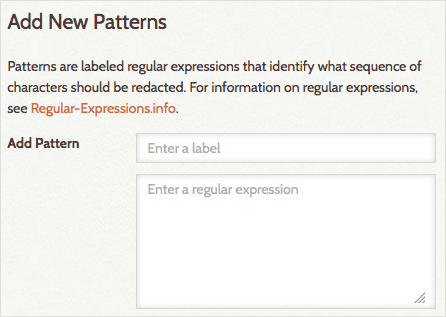 Add New Patterns
Patterns are labeled regular expressions that identify what sequence of
characters should be redacted. For information on regular expressions,
see Regular-Expressions.info.
Add Pattern
Enter a label
Enter a regular expression